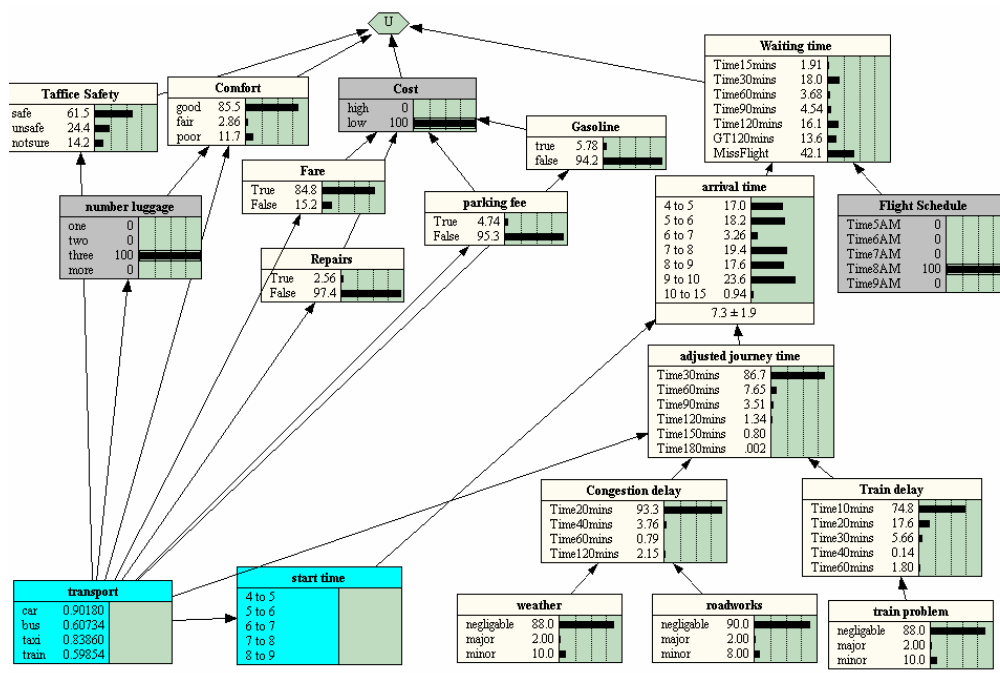 U
Taffice Safety
safe 61.5
unsafe 24.4
notsure 14.2
Comfort
good 85.5
fair 2.86
poor 11.7
Cost
high 0
low 100
Waiting time
Time15mins 1.91
Time30mins 18.0
Time60mins 3.68
Time90mins 4.54
Time120mins 16.1
GT120mins 13.6
MissFlight 42.1
Gasoline
true 5.78
false 94.2
Fare
True 84.8
False 15.2
number luggage
one 0
two 0
three 100
more 0
parking fee
True 4.74
False 95.3
arrival time
4 to 5 17.0
5 to 6 18.2
6 to 7 3.26
7 to 8 19.4
8 to 9 17.6
9 to 10 23.6
10 to 15 0.94
7.3 ± 1.9
Flight Schedule
Time5AM 0
Time6AM 0
Time7AM 0
Time8AM 100
Time9AM 0
Repairs
True 2.56
False 97.4
adjusted journey time
Time30mins 86.7
Time60mins 7.65
Time90mins 3.51
Time120mins 1.34
Time150mins 0.80
Time180mins .002
Congestion delay
Time20mins 93.3
Time40mins 3.76
Time60mins 0.79
Time120mins 2.15
Train delay
Time10mins 74.8
Time20mins 17.6
Time30mins 5.66
Time40mins 0.14
Time60mins 1.80
transport
car 0.90180
bus 0.60734
taxi 0.83860
train 0.59854
start time
4 to 5
5 to 6
6 to 7
7 to 8
8 to 9
weather
negligable 88.0
major 2.00
minor 10.0
roadworks
negligable 90.0
major 2.00
minor 8.00
train problem
negligable 88.0
major 2.00
minor 10.0